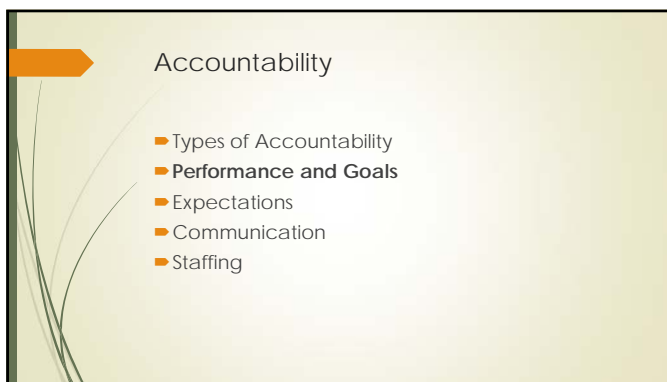 Accountability
Types of Accountability
Performance and Goals
Expectations
Communication
Staffing